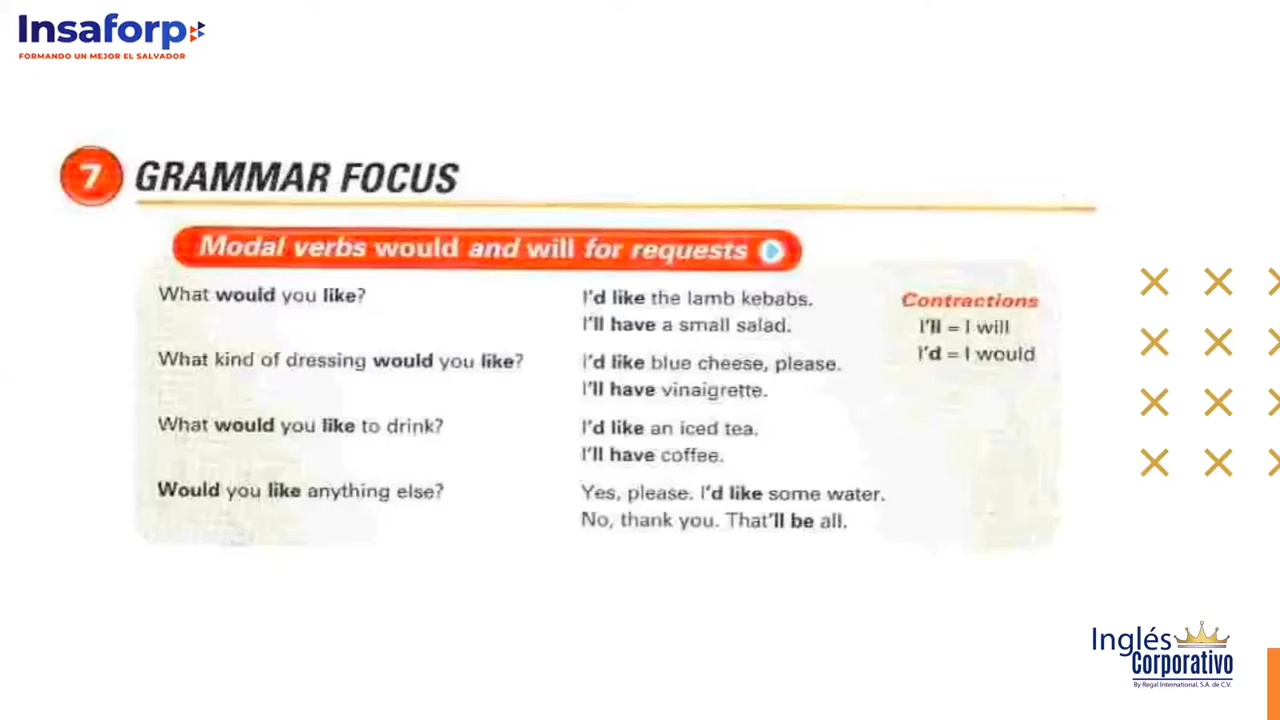 Insaforp
FORMANDO UN MEJOR EL SALVADOR
7 GRAMMAR FOCUS
Modal verbs would and will for requests
What would you like?
I'd like the lamb kebabs.
I'll have a small salad.
What kind of dressing would you like?
I'd like blue cheese, please.
I'll have vinaigrette.
What would you like to drink?
I'd like an iced tea.
I'll have coffee.
Would you like anything else?
Yes, please. I'd like some water.
No, thank you. That'll be all.
Contractions
I'll = I will
I'd = I would
Inglés
Corporativo
By Regal International, S.A. de C.V.